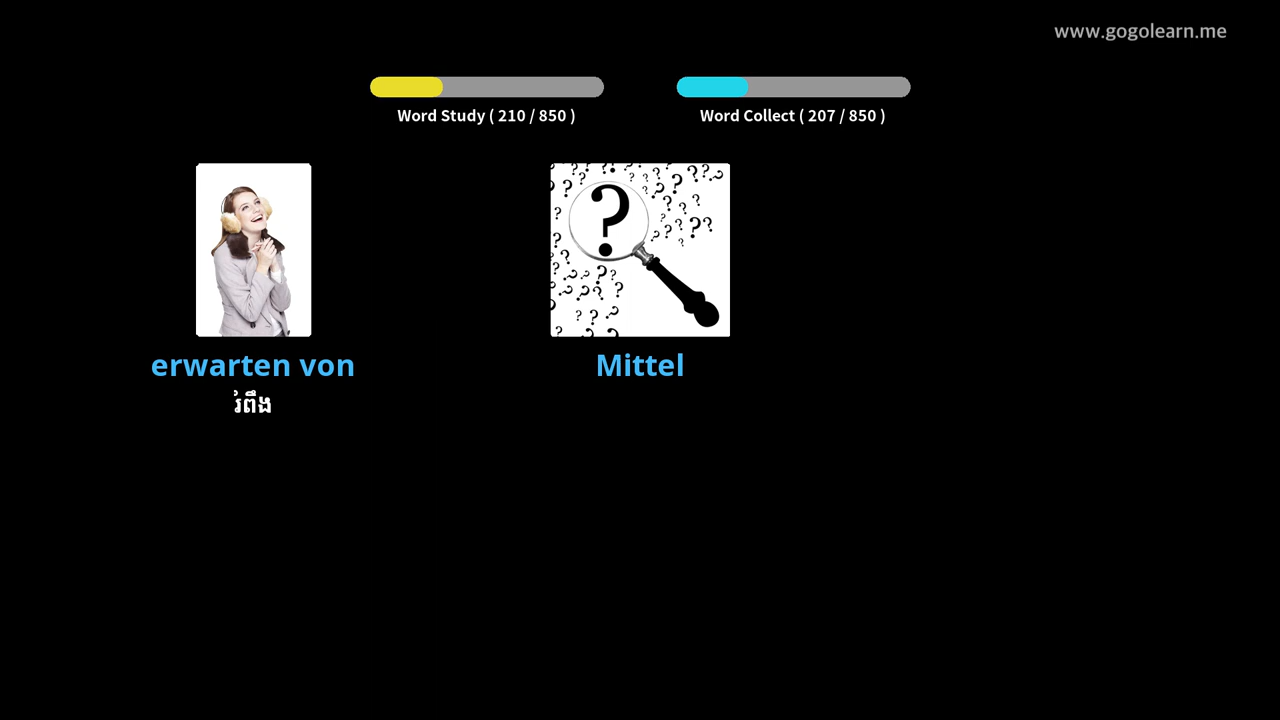 www.gogolearn.me
Word Study ( 210 / 850 )
Word Collect ( 207 / 850 )
erwarten von
រំពឹង
Mittel